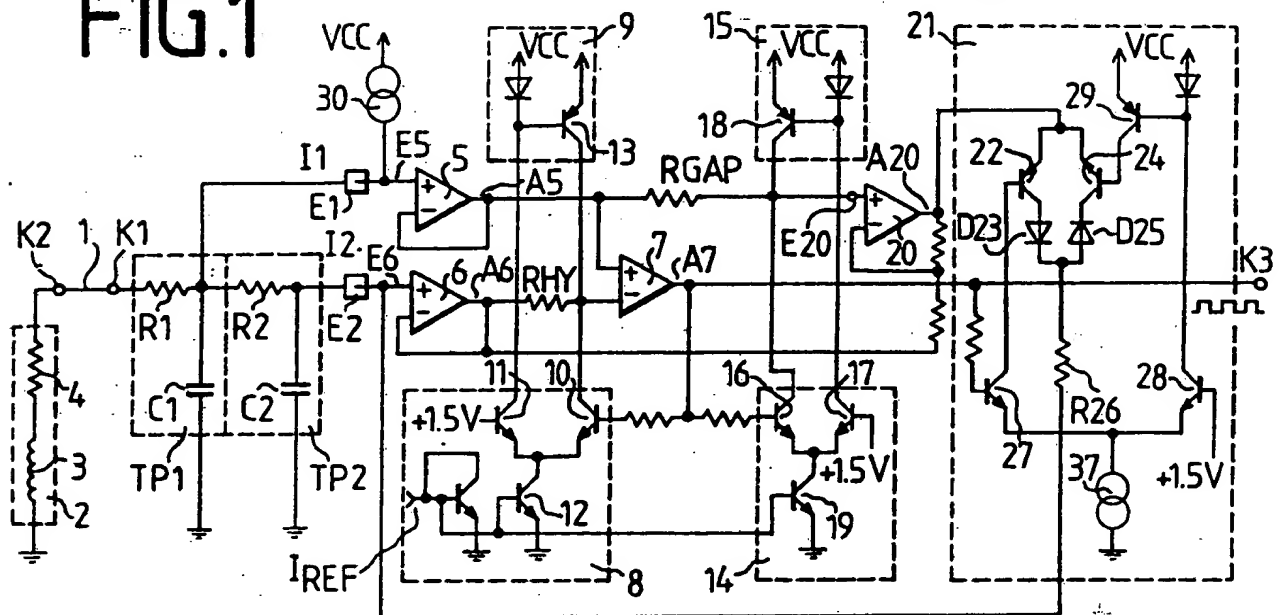 FIG.1
VCC
30
I1
E5
E1
5
A5
9
VCC
13
RGAP
15
VCC
18
A20
E20
20
21
VCC
29
22
24
D23
D25
K3
K2
1
K1
R1
R2
I2
E6
E2
6
A6
RHY
7
A7
4
3
2
C1
C2
TP1
TP2
11
10
+1.5V
12
IREF
8
16
17
+1.5V
19
14
R26
27
28
37
+1.5V